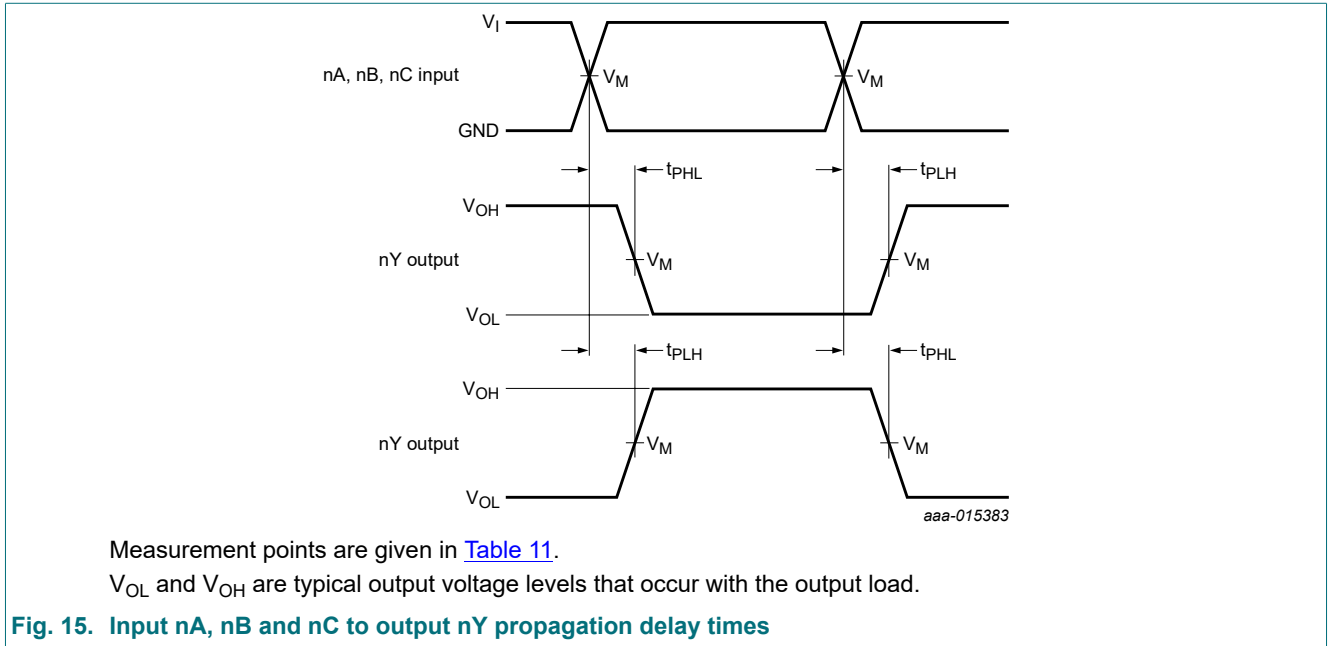 V_I
nA, nB, nC input
V_M
V_M
GND
t_PHL
t_PLH
V_OH
nY output
V_M
V_M
V_OL
t_PLH
t_PHL
V_OH
nY output
V_M
V_M
V_OL
aaa-015383
Measurement points are given in Table 11.
V_OL and V_OH are typical output voltage levels that occur with the output load.
Fig. 15. Input nA, nB and nC to output nY propagation delay times